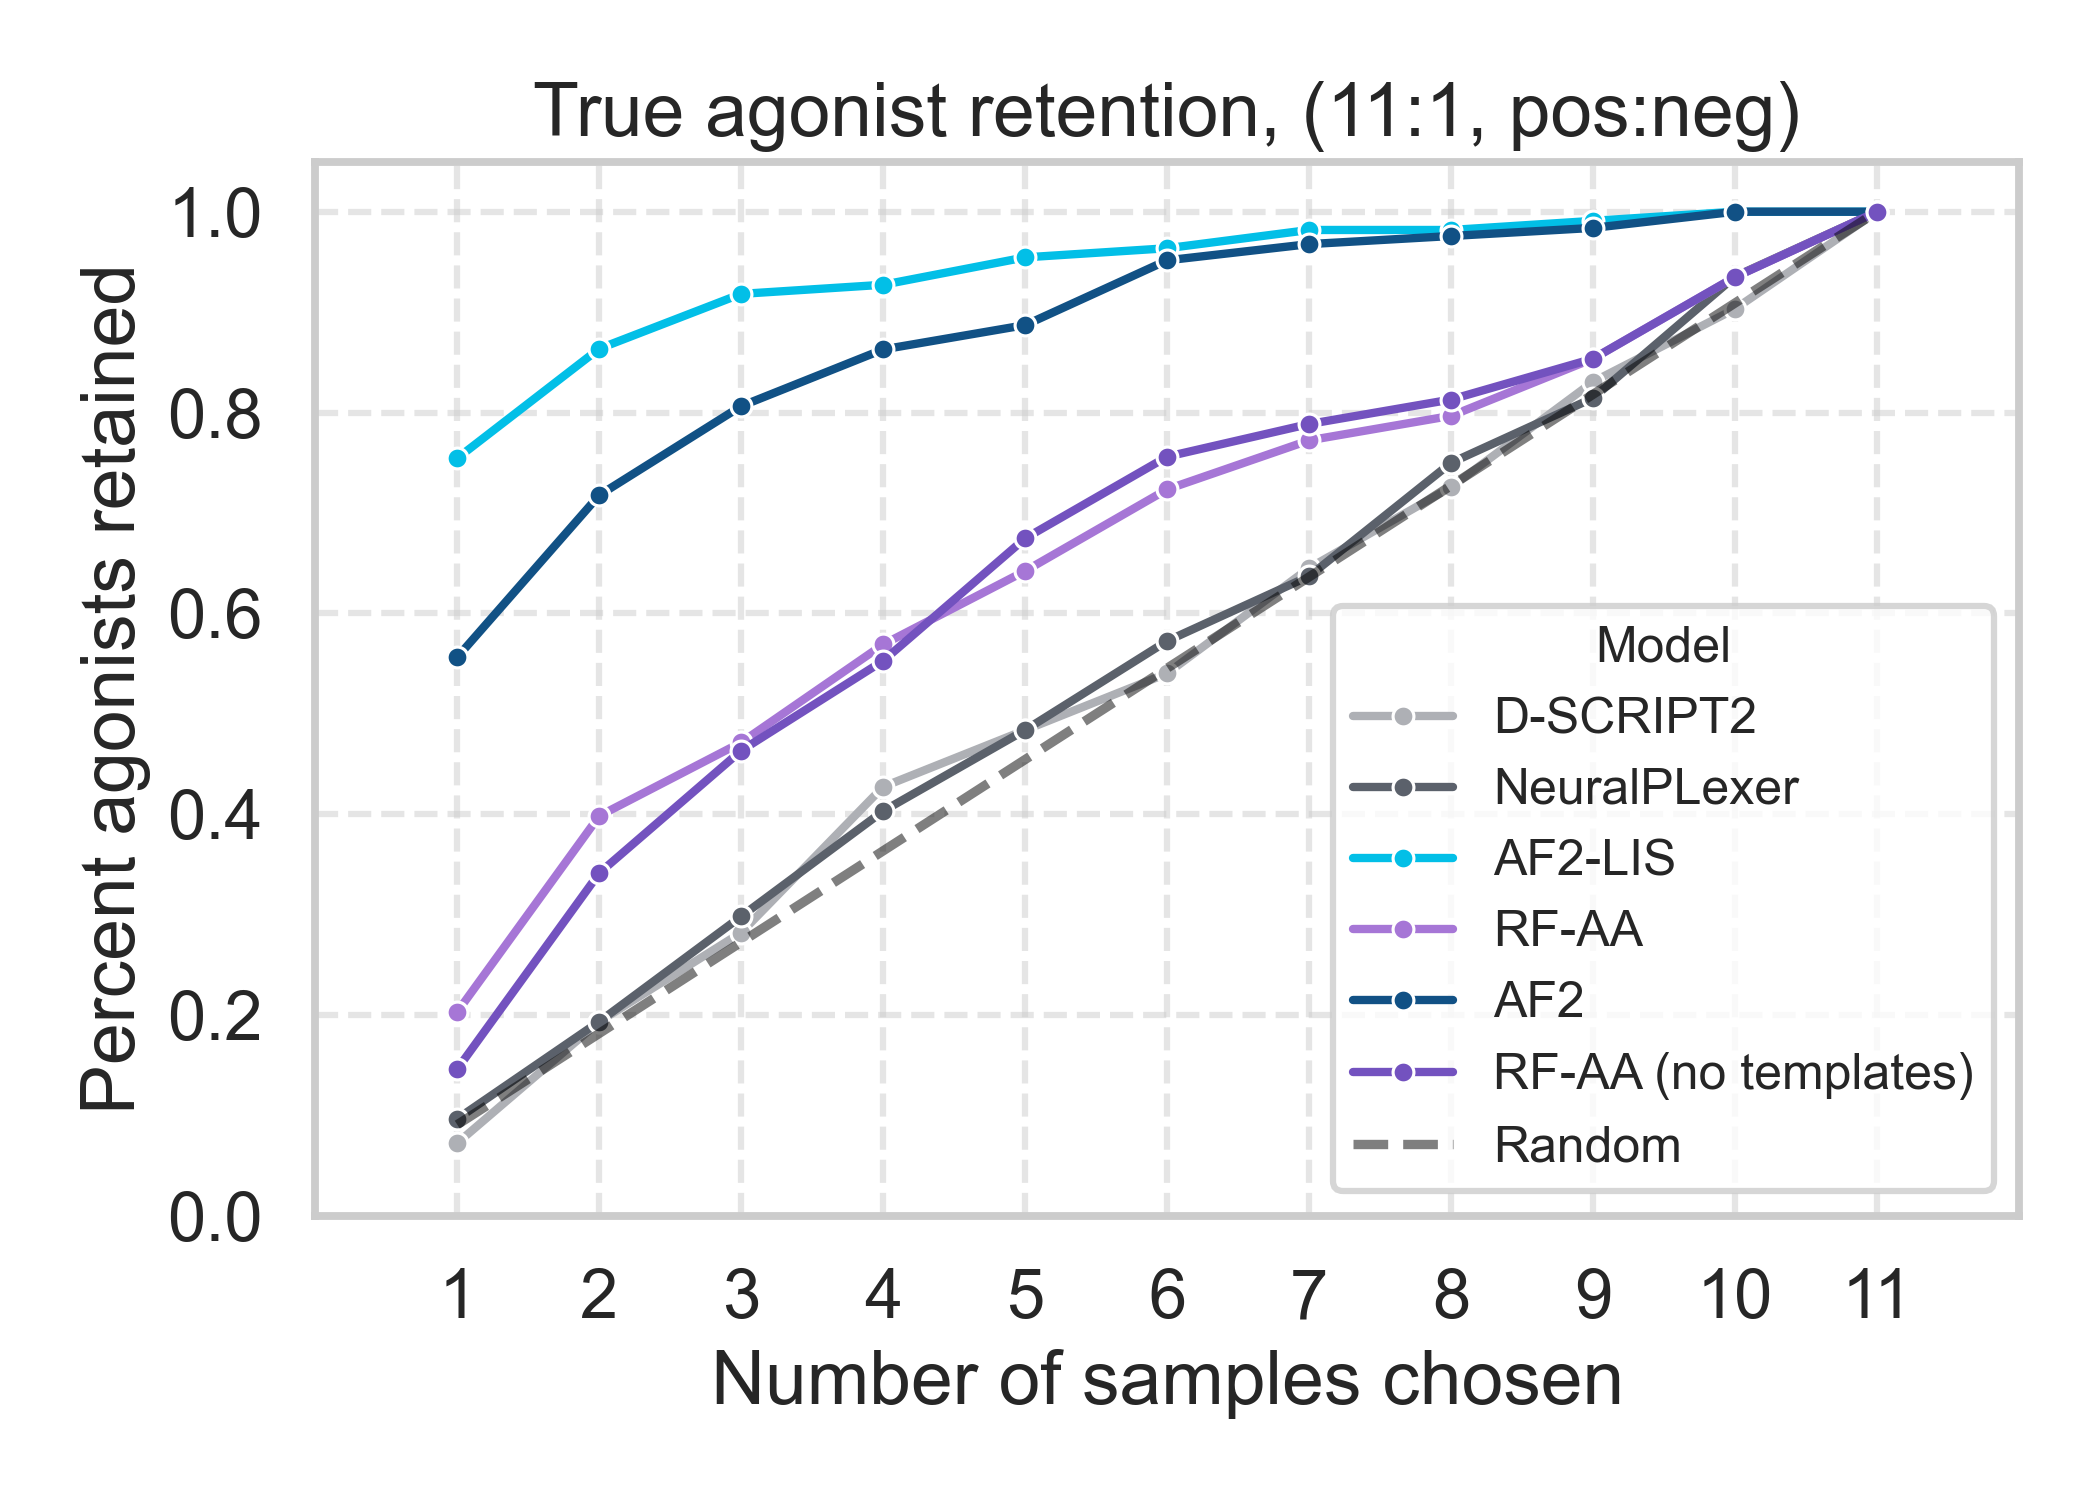 True agonist retention, (11:1, pos:neg)
Percent agonists retained
1.0
0.8
0.6
0.4
0.2
0.0
Model
D-SCRIPT2
NeuralPLexer
AF2-LIS
RF-AA
AF2
RF-AA (no templates)
Random
1 2 3 4 5 6 7 8 9 10 11
Number of samples chosen